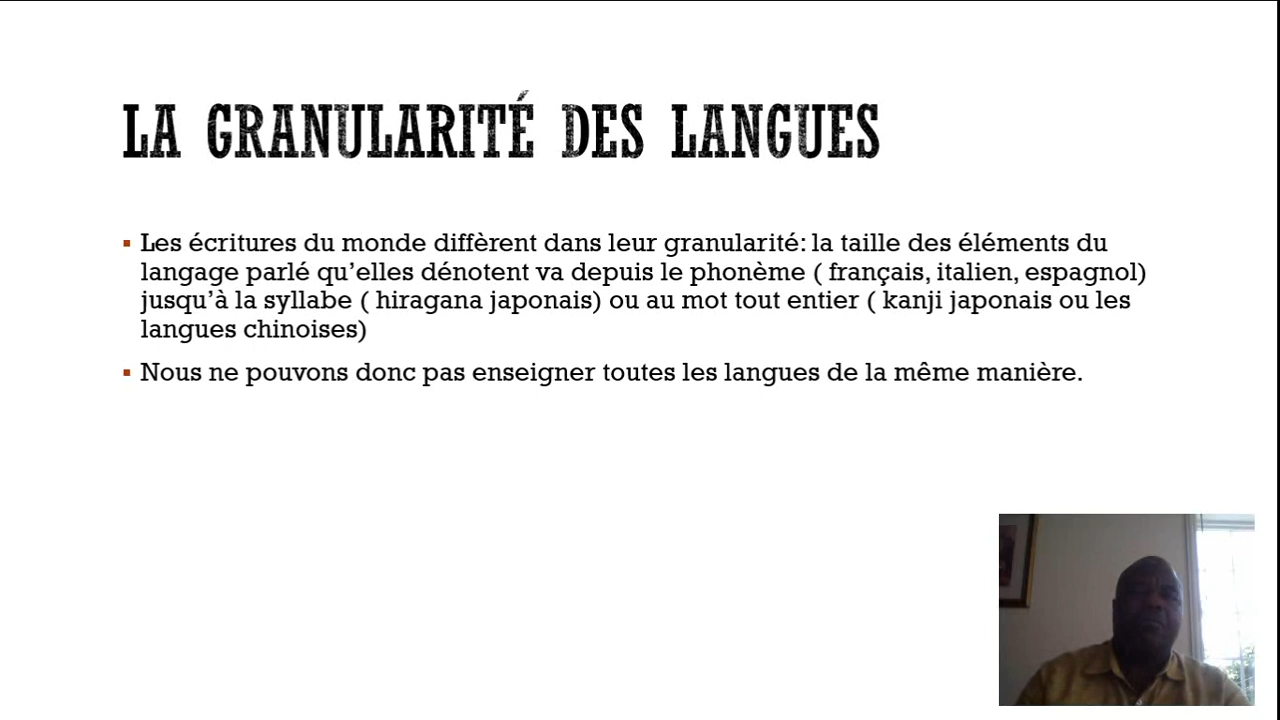 LA GRANULARITÉ DES LANGUES
▪ Les écritures du monde diffèrent dans leur granularité: la taille des éléments du
langage parlé qu’elles dénotent va depuis le phonème ( français, italien, espagnol)
jusqu’à la syllabe ( hiragana japonais) ou au mot tout entier ( kanji japonais ou les
langues chinoises)
▪ Nous ne pouvons donc pas enseigner toutes les langues de la même manière.